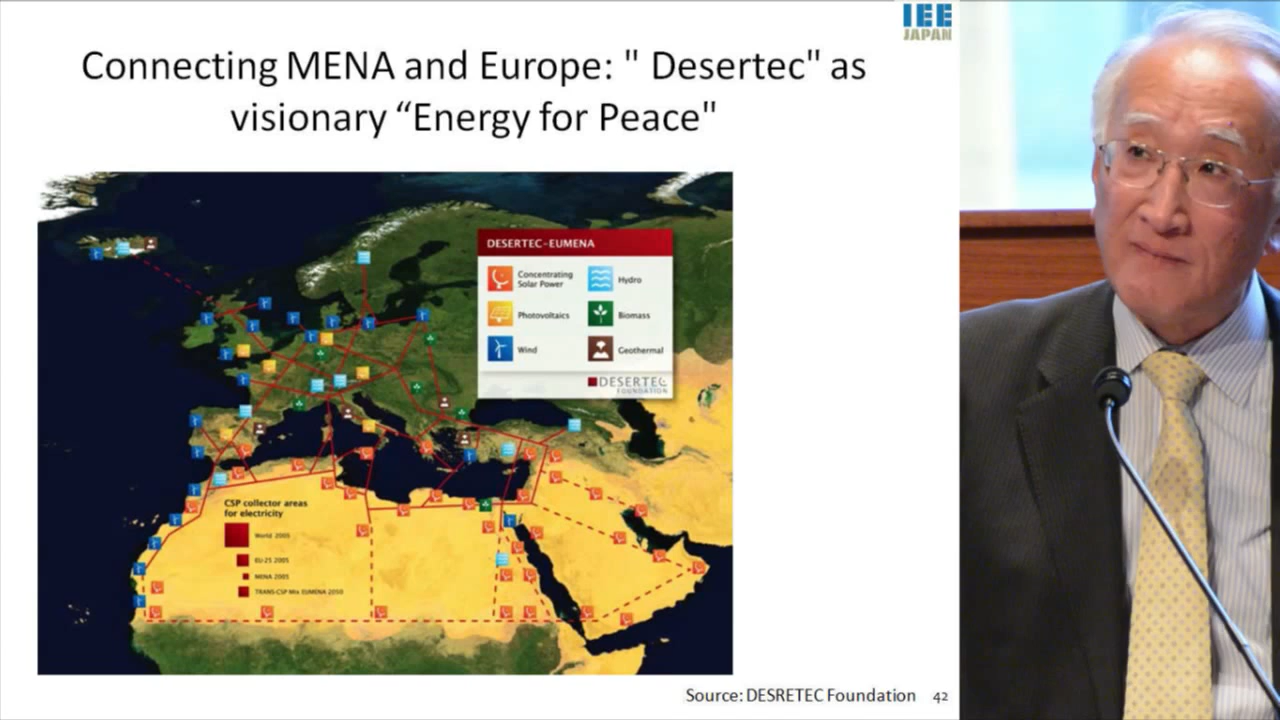 IEE
JAPAN
Connecting MENA and Europe: " Desertec" as
visionary “Energy for Peace"
DESERTEC-EUMENA
Concentrating
Solar Power
Hydro
Photovoltaics
Biomass
Wind
Geothermal
DESERTEC
FOUNDATION
CSP collector areas
for electricity
World 2005
EU-25 2005
MENA 2005
TRANS-CSP Mix EUMENA 2050
Source: DESRETEC Foundation 42